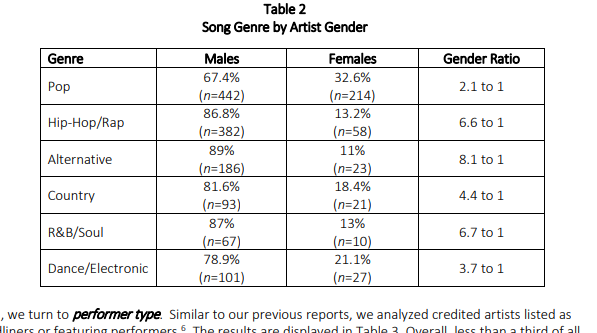 Table 2
Song Genre by Artist Gender
Genre Males Females Gender Ratio
Pop 67.4% (n=442) 32.6% (n=214) 2.1 to 1
Hip-Hop/Rap 86.8% (n=382) 13.2% (n=58) 6.6 to 1
Alternative 89% (n=186) 11% (n=23) 8.1 to 1
Country 81.6% (n=93) 18.4% (n=21) 4.4 to 1
R&B/Soul 87% (n=67) 13% (n=10) 6.7 to 1
Dance/Electronic 78.9% (n=101) 21.1% (n=27) 3.7 to 1
, we turn to performer type. Similar to our previous reports, we analyzed credited artists listed as
dliners or featuring performers.6 The results are displayed in Table 3. Overall, less than a third of all